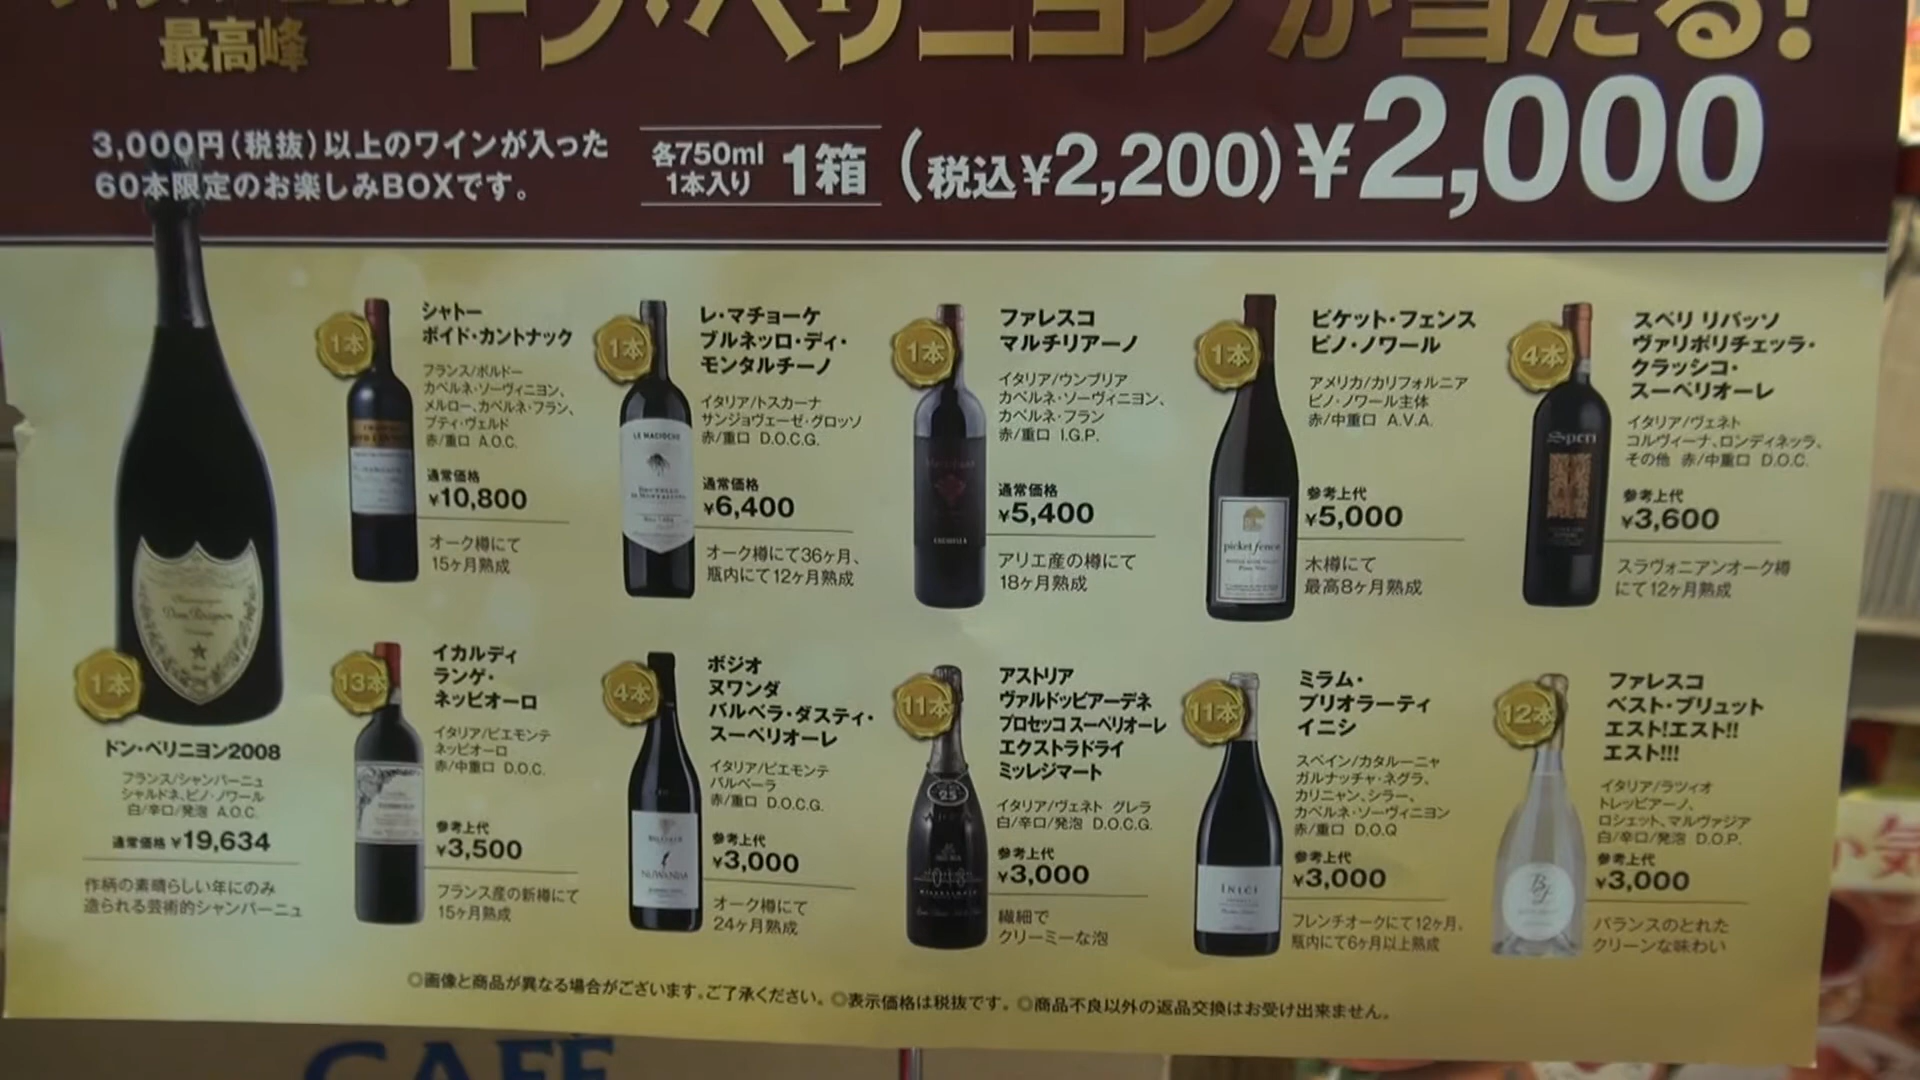 最高峰
ドン・ペリニヨンが当たる!
3,000円(税抜)以上のワインが入った
60本限定のお楽しみBOXです。
各750ml
1本入り
1箱
(税込¥2,200)¥2,000
1本
シャトー
ボイド・カントナック
フランス/ボルドー
カベルネ・ソーヴィニヨン、
メルロー、カベルネ・フラン、
プティ・ヴェルド
赤/重口 A.O.C.
通常価格
¥10,800
オーク樽にて
15ヶ月熟成
1本
レ・マチョーケ
ブルネッロ・ディ・
モンタルチーノ
イタリア/トスカーナ
サンジョヴェーゼ・グロッソ
赤/重口 D.O.C.G.
通常価格
¥6,400
オーク樽にて36ヶ月、
瓶内にて12ヶ月熟成
LE MACIOCHE
1本
ファレスコ
マルチリアーノ
イタリア/ウンブリア
カベルネ・ソーヴィニヨン、
カベルネ・フラン
赤/重口 I.G.P.
通常価格
¥5,400
アリエ産の樽にて
18ヶ月熟成
1本
ピケット・フェンス
ピノ・ノワール
アメリカ/カリフォルニア
ピノ・ノワール主体
赤/中重口 A.V.A.
参考上代
¥5,000
木樽にて
最高8ヶ月熟成
picket fence
4本
スペリ リパッソ
ヴァリポリチェッラ・
クラッシコ・
スーペリオーレ
イタリア/ヴェネト
コルヴィーナ、ロンディネッラ、
その他 赤/中重口 D.O.C.
参考上代
¥3,600
スラヴォニアンオーク樽
にて12ヶ月熟成
Speri
1本
Dom Pérignon
ドン・ペリニヨン2008
フランス/シャンパーニュ
シャルドネ、ピノ・ノワール
白/辛口/発泡 A.O.C.
通常価格 ¥19,634
作柄の素晴らしい年にのみ
造られる芸術的シャンパーニュ
13本
イカルディ
ランゲ・
ネッビオーロ
イタリア/ピエモンテ
ネッビオーロ
赤/中重口 D.O.C.
参考上代
¥3,500
フランス産の新樽にて
15ヶ月熟成
4本
ボジオ
ヌワンダ
バルベラ・ダスティ・
スーペリオーレ
イタリア/ピエモンテ
バルベーラ
赤/重口 D.O.C.G.
参考上代
¥3,000
オーク樽にて
24ヶ月熟成
NUWANDA
11本
アストリア
ヴァルドッビアーデネ
プロセッコ スーペリオーレ
エクストラドライ
ミッレジマート
イタリア/ヴェネト グレラ
白/辛口/発泡 D.O.C.G.
参考上代
¥3,000
繊細で
クリーミーな泡
25
11本
ミラム・
プリオラーティ
イニシ
スペイン/カタルーニャ
ガルナッチャ・ネグラ、
カリニャン、シラー、
カベルネ・ソーヴィニヨン
赤/重口 D.O.Q
参考上代
¥3,000
フレンチオークにて12ヶ月、
瓶内にて6ヶ月以上熟成
INICI
12本
ファレスコ
ベスト・ブリュット
エスト!エスト!!
エスト!!!
イタリア/ラツィオ
トレッビアーノ、
ロシェット、マルヴァジア
白/辛口/発泡 D.O.P.
参考上代
¥3,000
バランスのとれた
クリーンな味わい
◎画像と商品が異なる場合がございます。ご了承ください。◎表示価格は税抜です。◎商品不良以外の返品交換はお受け出来ません。
CAFE